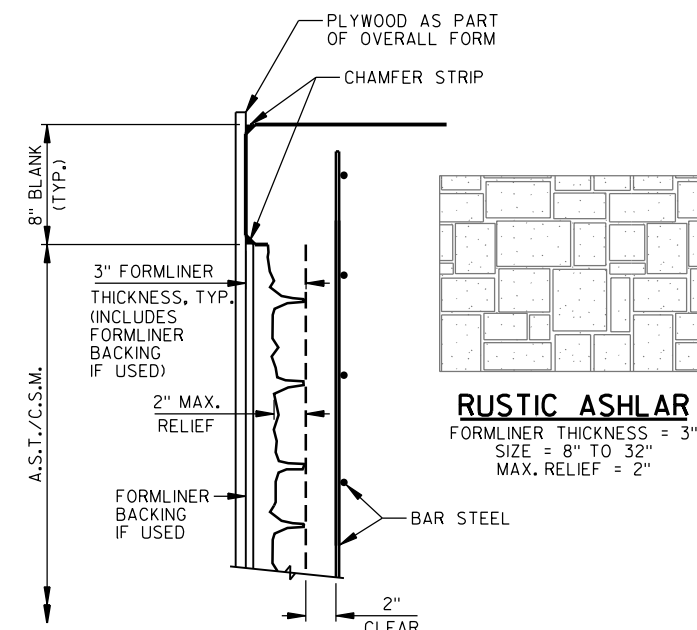 PLYWOOD AS PART
OF OVERALL FORM
CHAMFER STRIP
8" BLANK
(TYP.)
3" FORMLINER
THICKNESS, TYP.
(INCLUDES
FORMLINER
BACKING
IF USED)
2" MAX.
RELIEF
A.S.T./C.S.M.
FORMLINER
BACKING
IF USED
BAR STEEL
2"
CLEAR
RUSTIC ASHLAR
FORMLINER THICKNESS = 3"
SIZE = 8" TO 32"
MAX. RELIEF = 2"